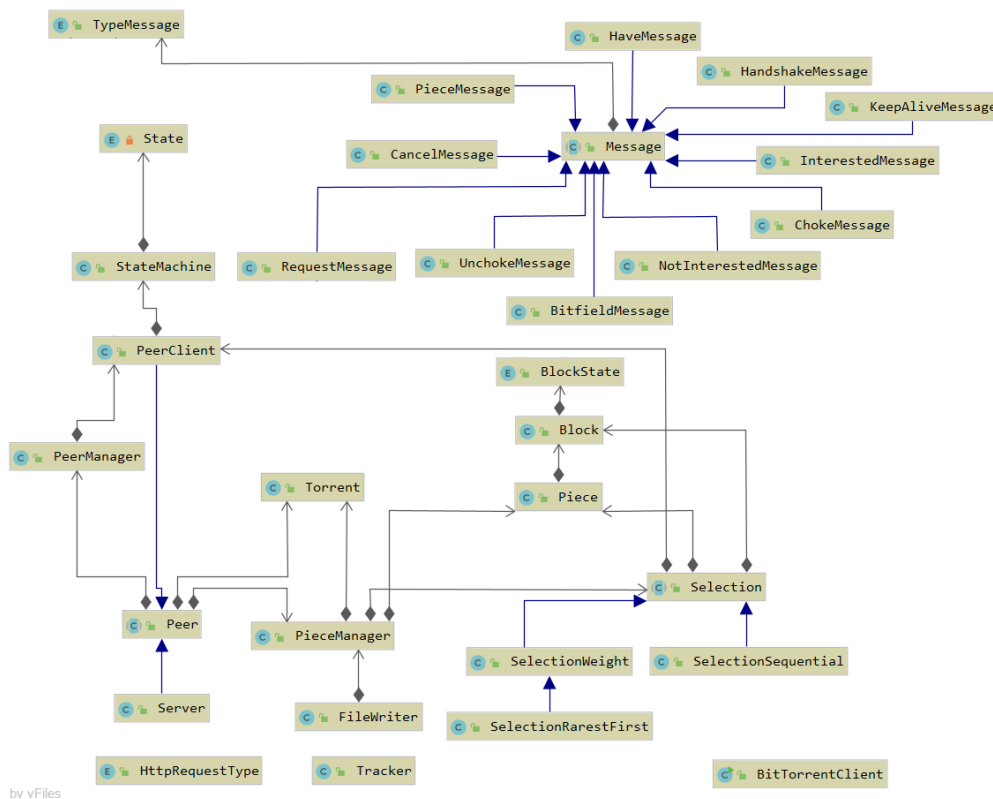 E TypeMessage
C HaveMessage
C HandshakeMessage
C PieceMessage
C KeepAliveMessage
E State
C Message
C CancelMessage
C InterestedMessage
C ChokeMessage
C StateMachine
C RequestMessage
C UnchokeMessage
C NotInterestedMessage
C BitfieldMessage
C PeerClient
E BlockState
C Block
C PeerManager
C Torrent
C Piece
C Selection
C Peer
C PieceManager
C SelectionWeight
C SelectionSequential
C Server
C FileWriter
C SelectionRarestFirst
E HttpRequestType
C Tracker
C BitTorrentClient
by yFiles